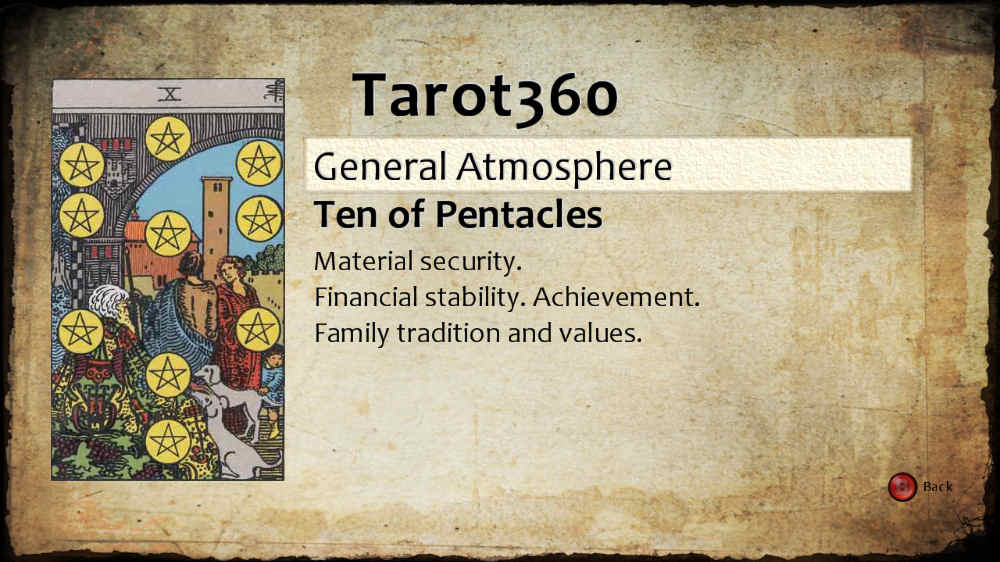 X
Tarot360
General Atmosphere
Ten of Pentacles
Material security.
Financial stability. Achievement.
Family tradition and values.
B Back